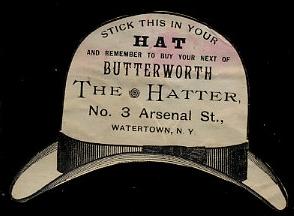 STICK THIS IN YOUR
HAT
AND REMEMBER TO BUY YOUR NEXT OF
BUTTERWORTH
THE HATTER,
No. 3 Arsenal St.,
WATERTOWN, N.Y.